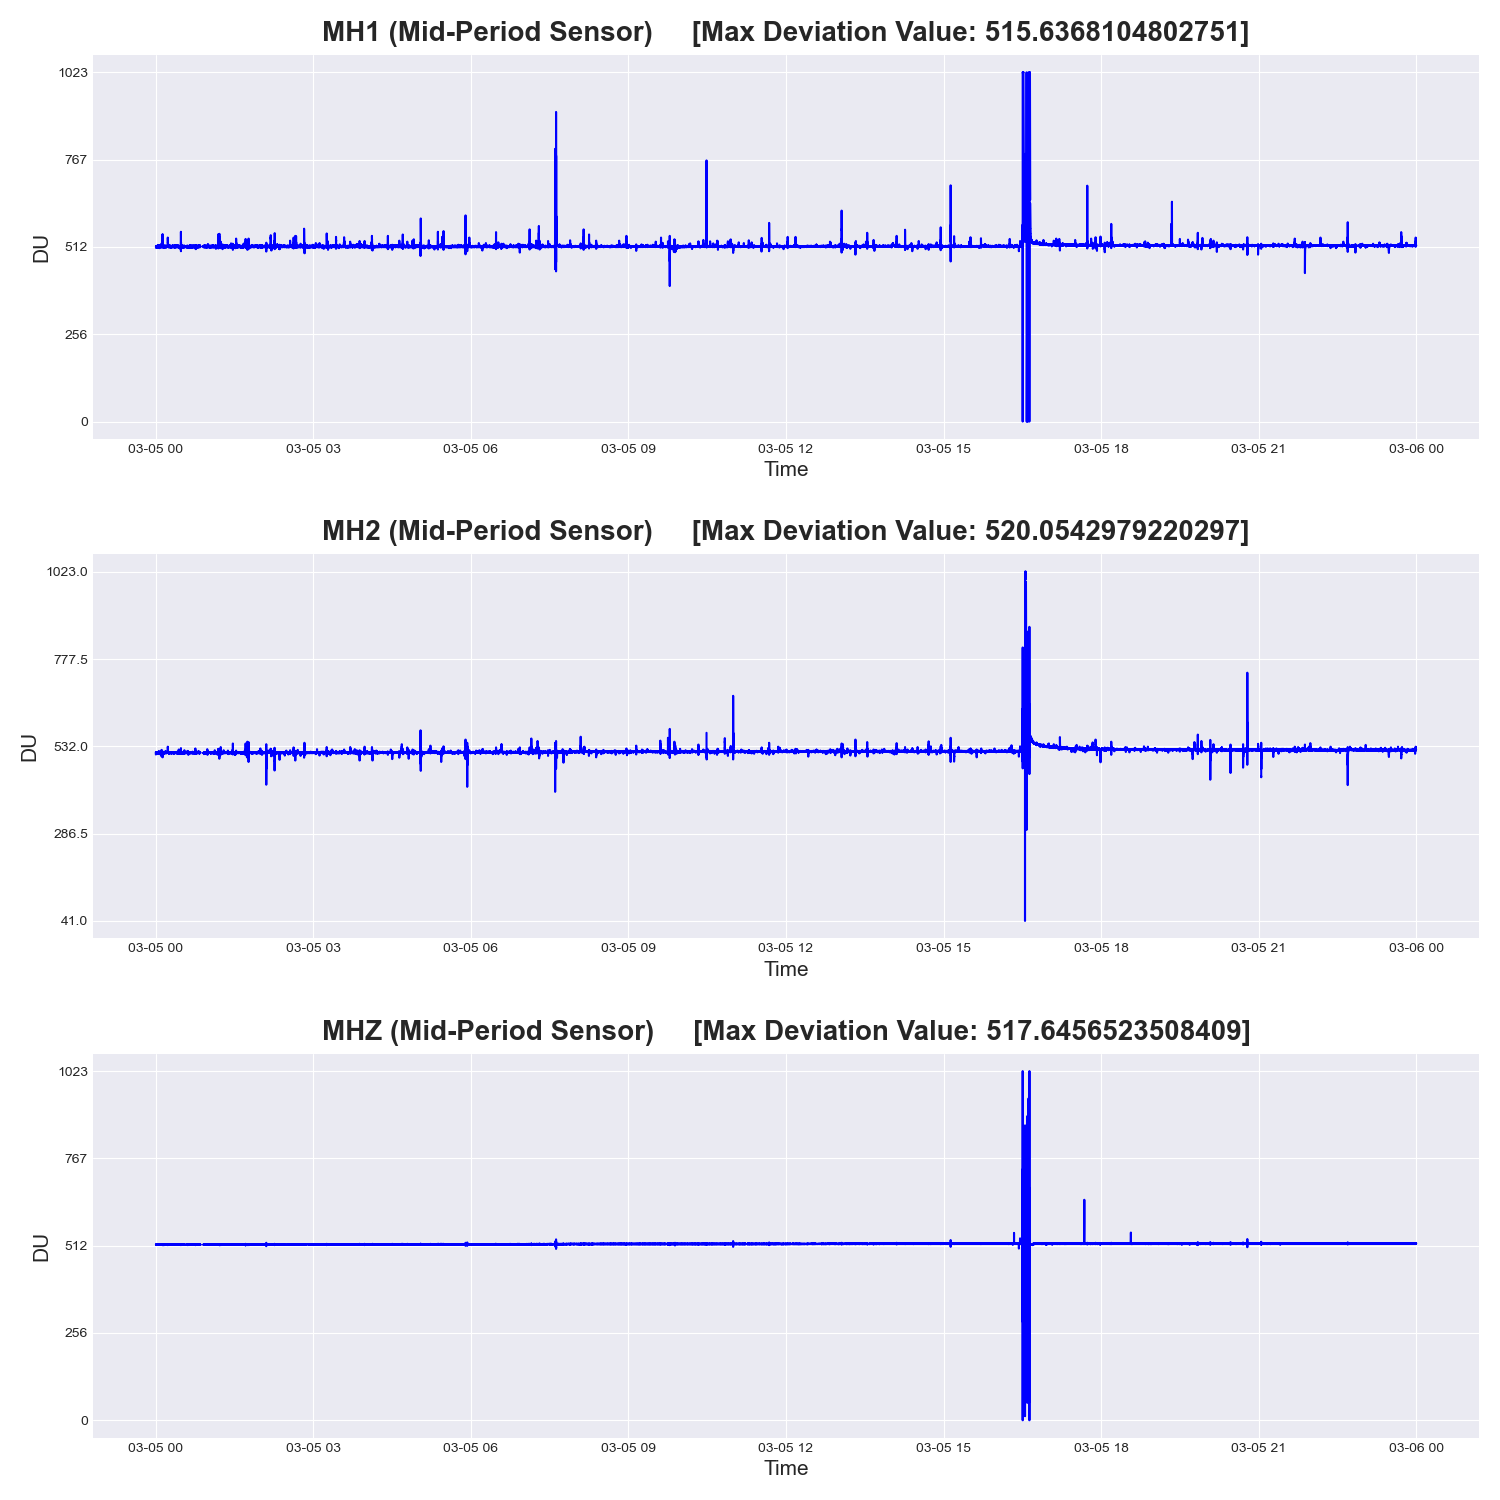 MH1 (Mid-Period Sensor) [Max Deviation Value: 515.6368104802751]
1023
767
512
256
0
DU
03-05 00 03-05 03 03-05 06 03-05 09 03-05 12 03-05 15 03-05 18 03-05 21 03-06 00
Time
MH2 (Mid-Period Sensor) [Max Deviation Value: 520.0542979220297]
1023.0
777.5
532.0
286.5
41.0
DU
03-05 00 03-05 03 03-05 06 03-05 09 03-05 12 03-05 15 03-05 18 03-05 21 03-06 00
Time
MHZ (Mid-Period Sensor) [Max Deviation Value: 517.6456523508409]
1023
767
512
256
0
DU
03-05 00 03-05 03 03-05 06 03-05 09 03-05 12 03-05 15 03-05 18 03-05 21 03-06 00
Time